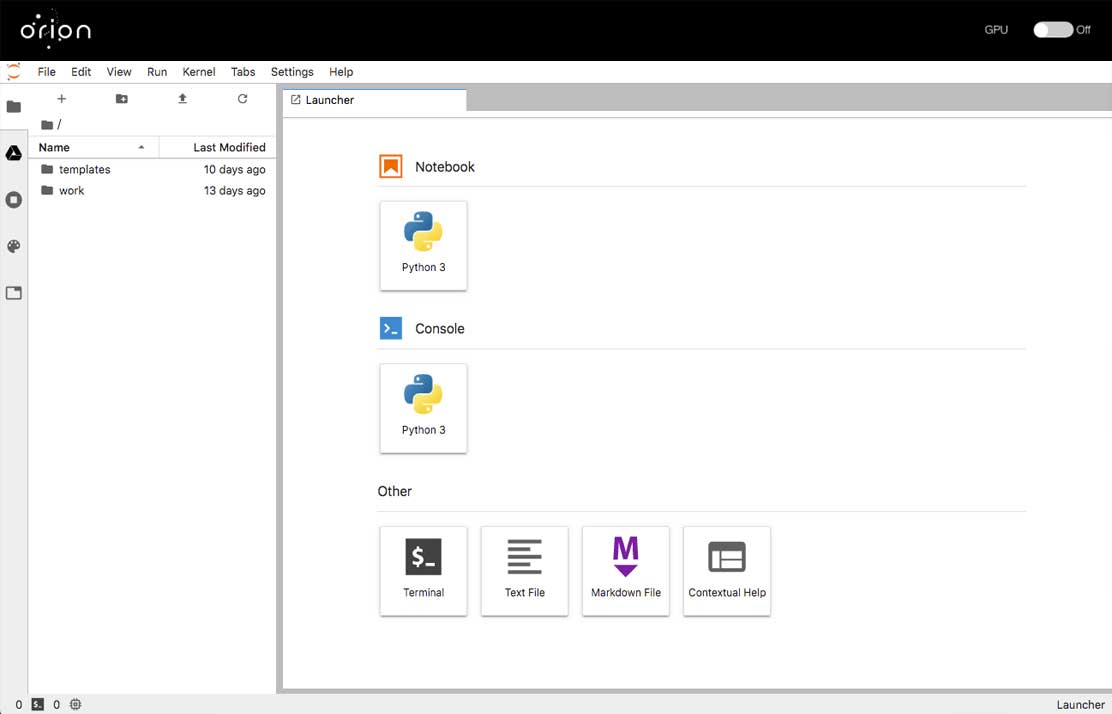 orion
GPU Off
File Edit View Run Kernel Tabs Settings Help
Launcher
/
Name Last Modified
templates 10 days ago
work 13 days ago
Notebook
Python 3
Console
Python 3
Other
$_
M
Terminal Text File Markdown File Contextual Help
0 $_ 0 Launcher